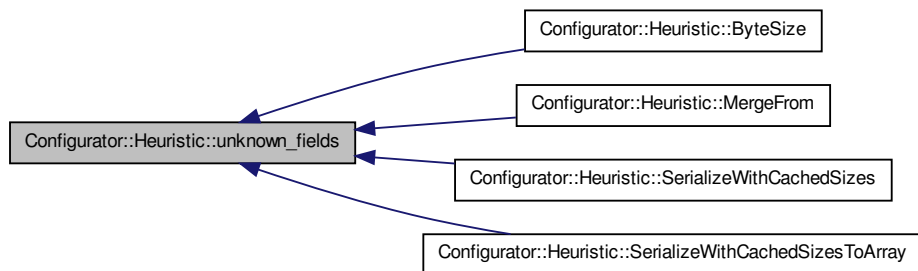 Configurator::Heuristic::ByteSize
Configurator::Heuristic::MergeFrom
Configurator::Heuristic::unknown_fields
Configurator::Heuristic::SerializeWithCachedSizes
Configurator::Heuristic::SerializeWithCachedSizesToArray